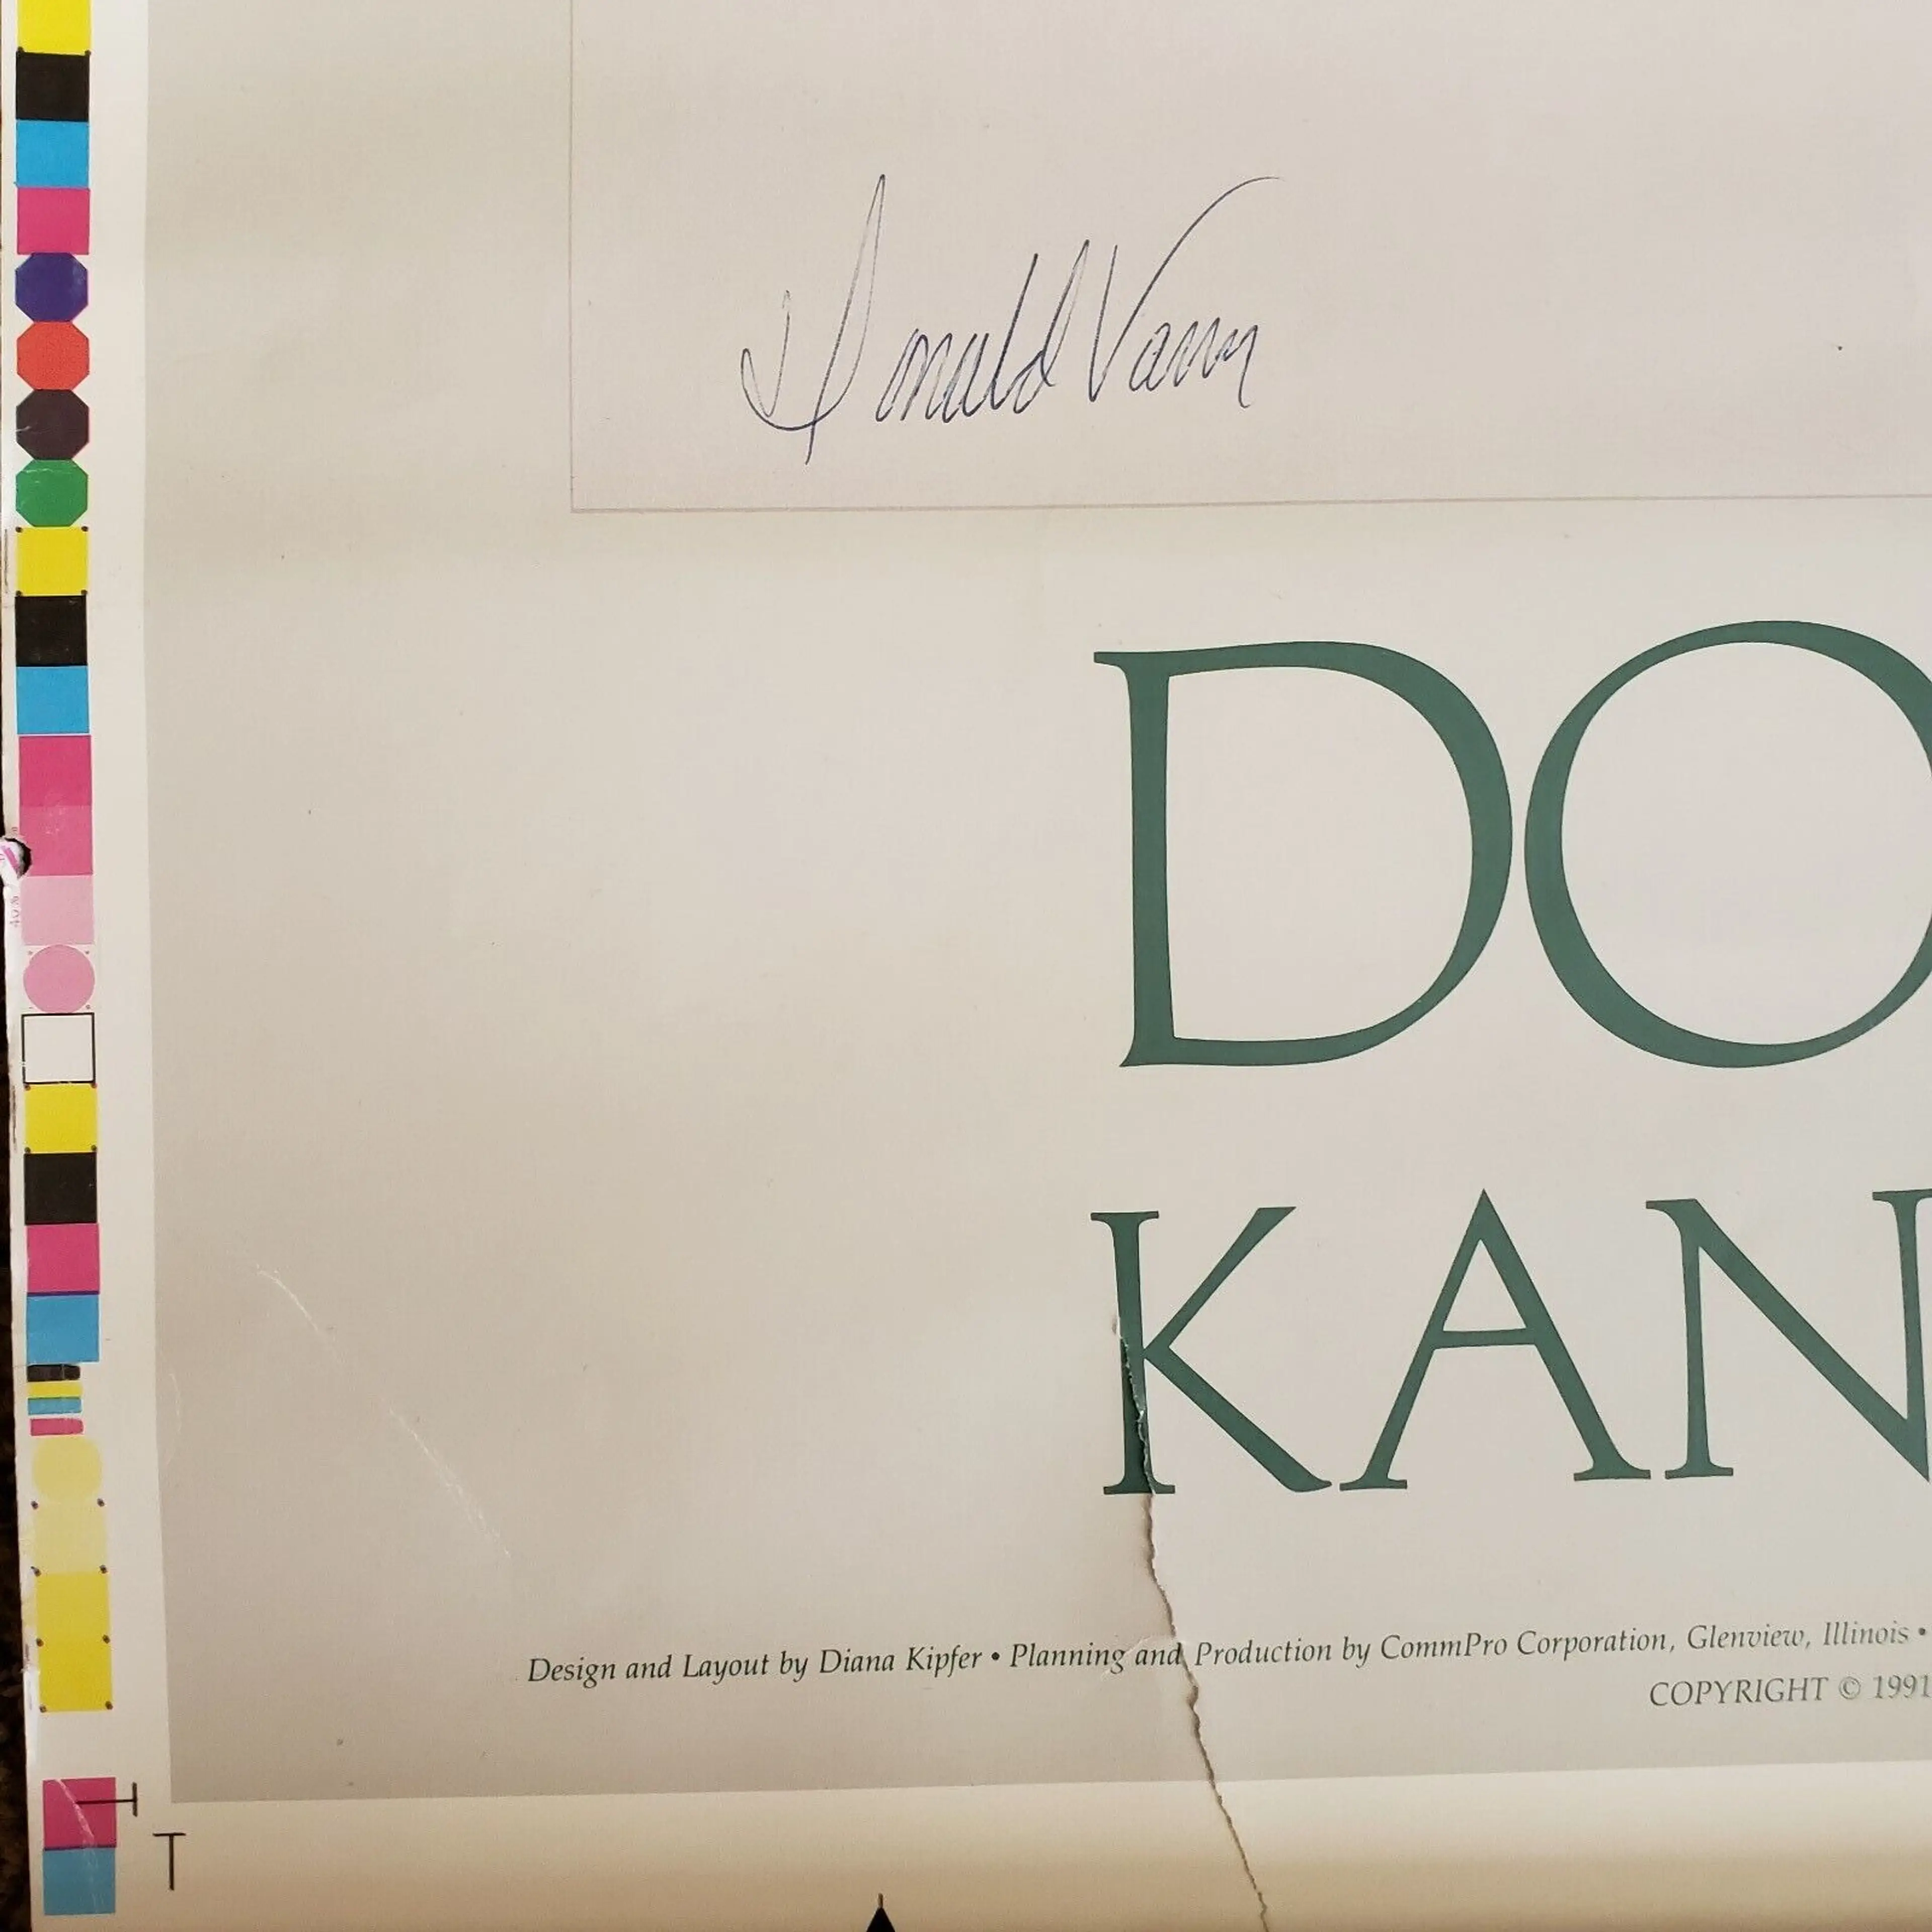 Donald Vann
DO
KAN
Design and Layout by Diana Kipfer • Planning and Production by CommPro Corporation, Glenview, Illinois •
COPYRIGHT © 1991
40%